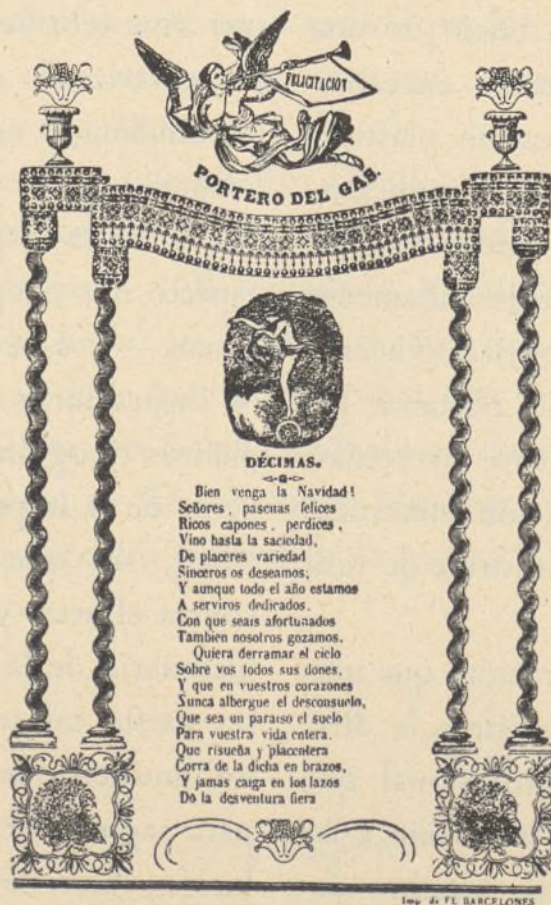 FELICITACION
PORTERO DEL GAS.
DÉCIMAS.
Bien venga la Navidad!
Señores, pascuas felices
Ricos capones, perdices,
Vino hasta la saciedad,
De placeres variedad
Sinceros os deseamos;
Y aunque todo el año estamos
A serviros dedicados.
Con que seais afortunados
Tambien nosotros gozamos.
Quiera derramar el cielo
Sobre vos todos sus dones,
Y que en vuestros corazones
Nunca albergue el desconsuelo,
Que sea un paraiso el suelo
Para vuestra vida entera.
Que risueña y placentera
Corra de la dicha en brazos,
Y jamas caiga en los lazos
Do la desventura fiera
Imp. de EL BARCELONES